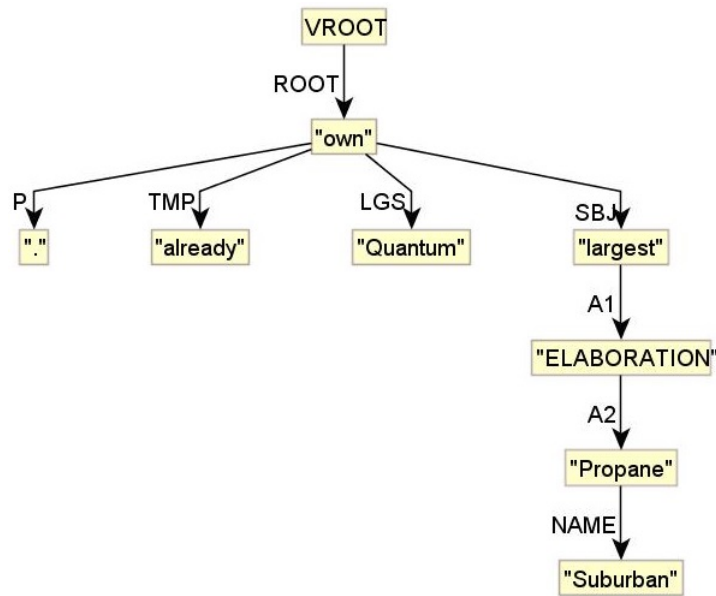 VROOT
ROOT
"own"
P
TMP
LGS
SBJ
"."
"already"
"Quantum"
"largest"
A1
"ELABORATION"
A2
"Propane"
NAME
"Suburban"